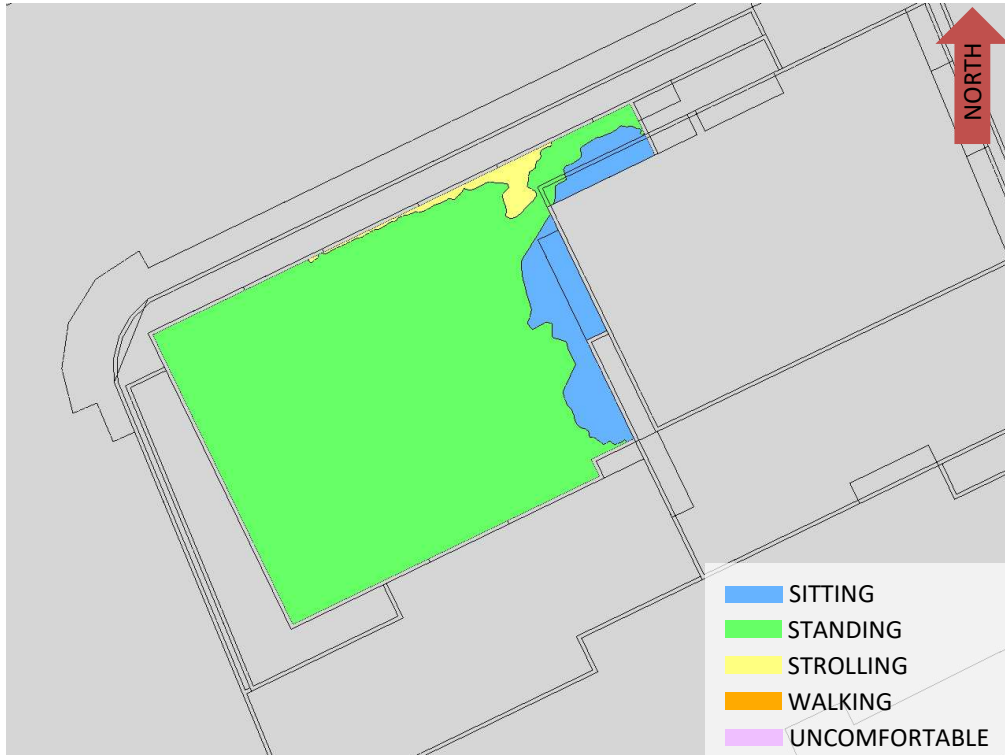 NORTH
SITTING
STANDING
STROLLING
WALKING
UNCOMFORTABLE